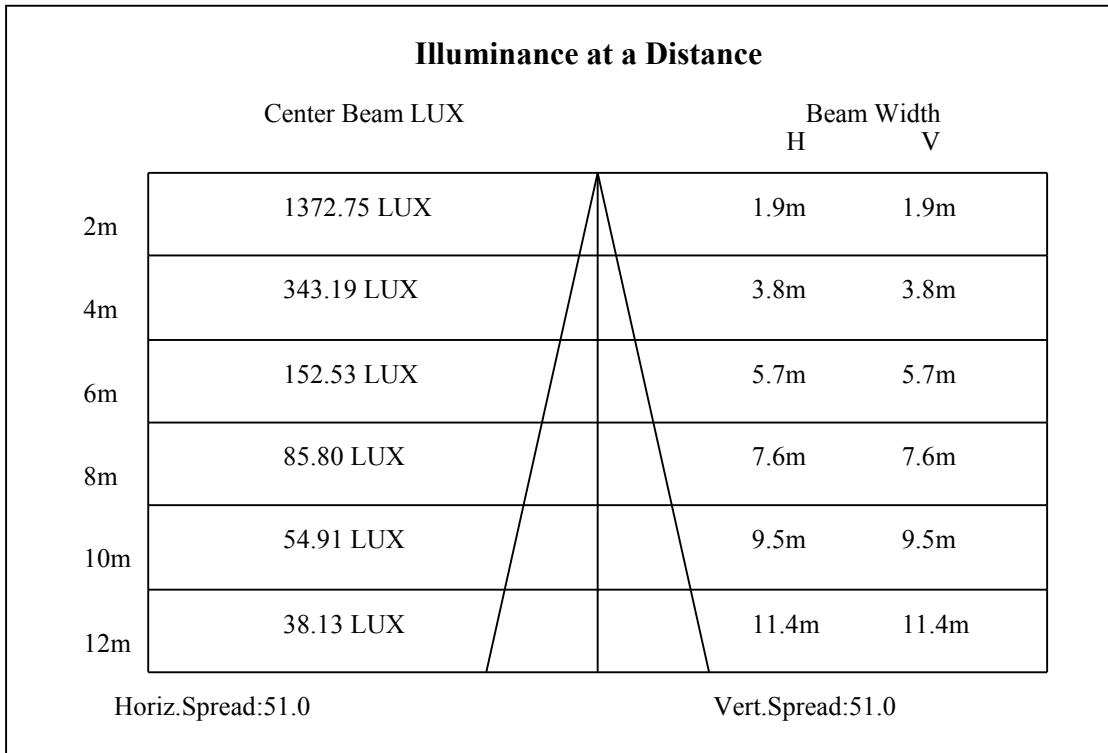 Illuminance at a Distance
Center Beam LUX Beam Width
H V
2m 1372.75 LUX 1.9m 1.9m
4m 343.19 LUX 3.8m 3.8m
6m 152.53 LUX 5.7m 5.7m
8m 85.80 LUX 7.6m 7.6m
10m 54.91 LUX 9.5m 9.5m
12m 38.13 LUX 11.4m 11.4m
Horiz.Spread:51.0 Vert.Spread:51.0